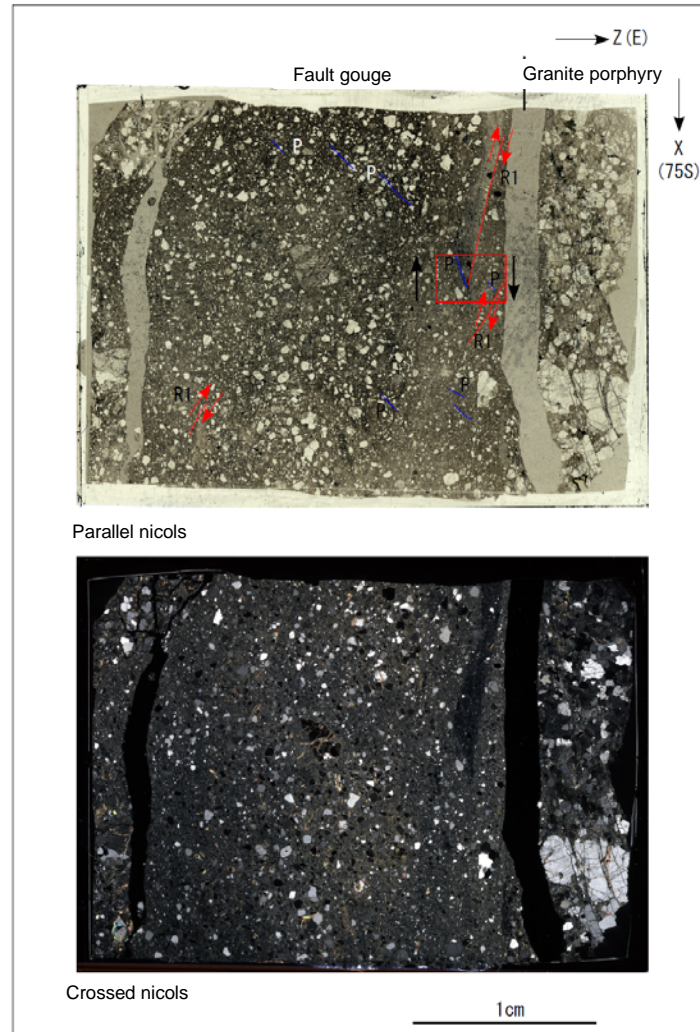 Z(E)
Fault gouge
Granite porphyry
X
(75S)
P
P
R1
P
P
R1
R1
P
P
Parallel nicols
Crossed nicols
1cm